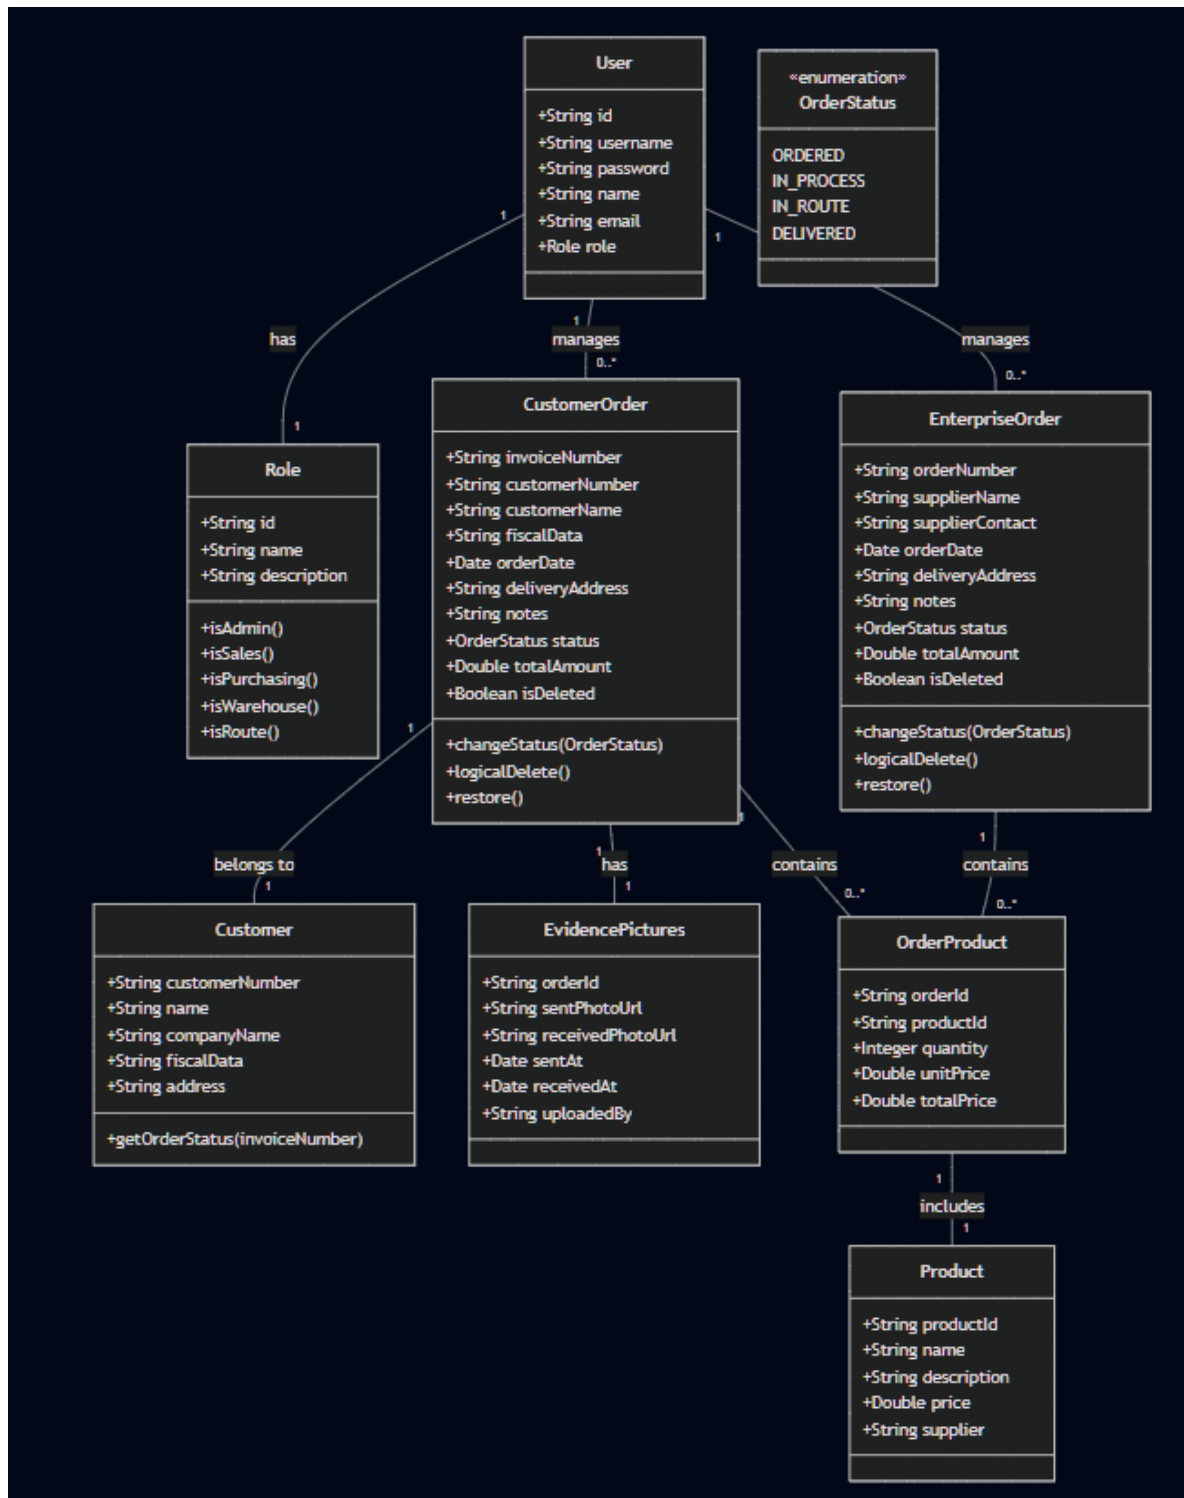 User
+String id
+String username
+String password
+String name
+String email
+Role role
«enumeration»
OrderStatus
ORDERED
IN_PROCESS
IN_ROUTE
DELIVERED
1
1
has
1
manages
0..*
manages
0..*
1
Role
+String id
+String name
+String description
+isAdmin()
+isSales()
+isPurchasing()
+isWarehouse()
+isRoute()
CustomerOrder
+String invoiceNumber
+String customerNumber
+String customerName
+String fiscalData
+Date orderDate
+String deliveryAddress
+String notes
+OrderStatus status
+Double totalAmount
+Boolean isDeleted
+changeStatus(OrderStatus)
+logicalDelete()
+restore()
EnterpriseOrder
+String orderNumber
+String supplierName
+String supplierContact
+Date orderDate
+String deliveryAddress
+String notes
+OrderStatus status
+Double totalAmount
+Boolean isDeleted
+changeStatus(OrderStatus)
+logicalDelete()
+restore()
1
belongs to
1
1
has
1
1
contains
0..*
1
contains
0..*
Customer
+String customerNumber
+String name
+String companyName
+String fiscalData
+String address
+getOrderStatus(invoiceNumber)
EvidencePictures
+String orderId
+String sentPhotoUrl
+String receivedPhotoUrl
+Date sentAt
+Date receivedAt
+String uploadedBy
OrderProduct
+String orderId
+String productId
+Integer quantity
+Double unitPrice
+Double totalPrice
1
includes
1
Product
+String productId
+String name
+String description
+Double price
+String supplier